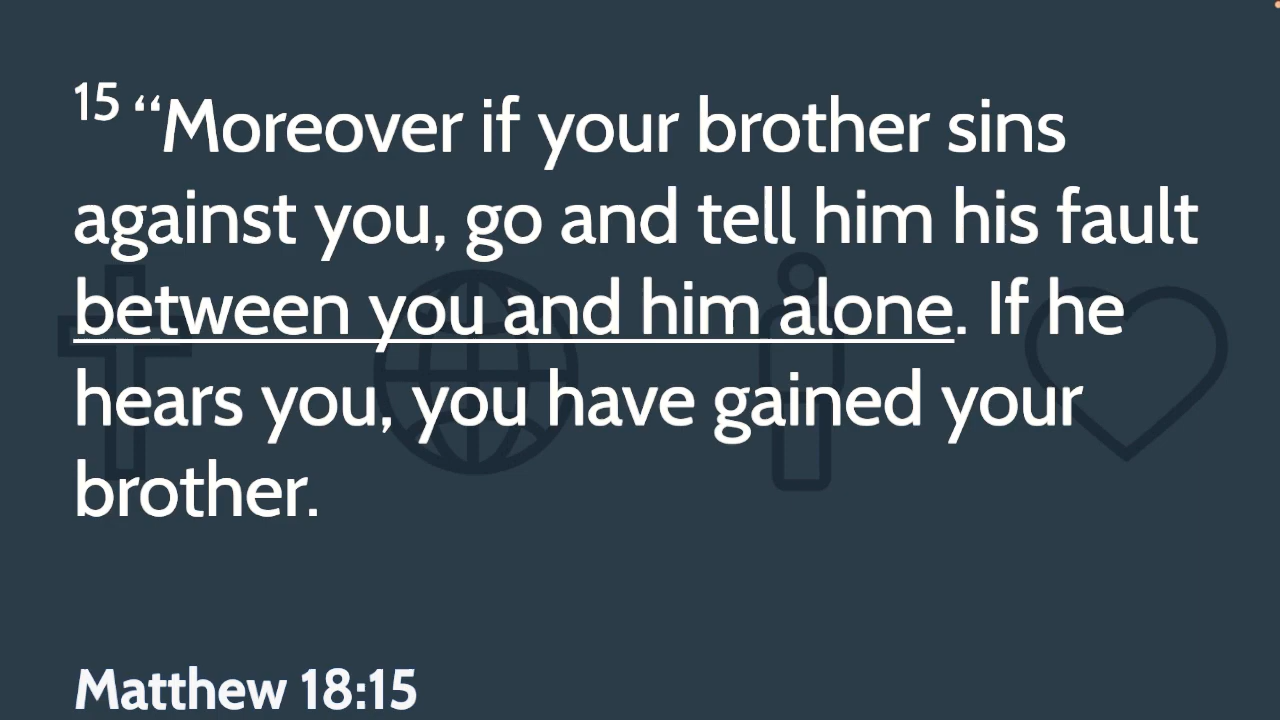 15 “Moreover if your brother sins
against you, go and tell him his fault
between you and him alone. If he
hears you, you have gained your
brother.
Matthew 18:15